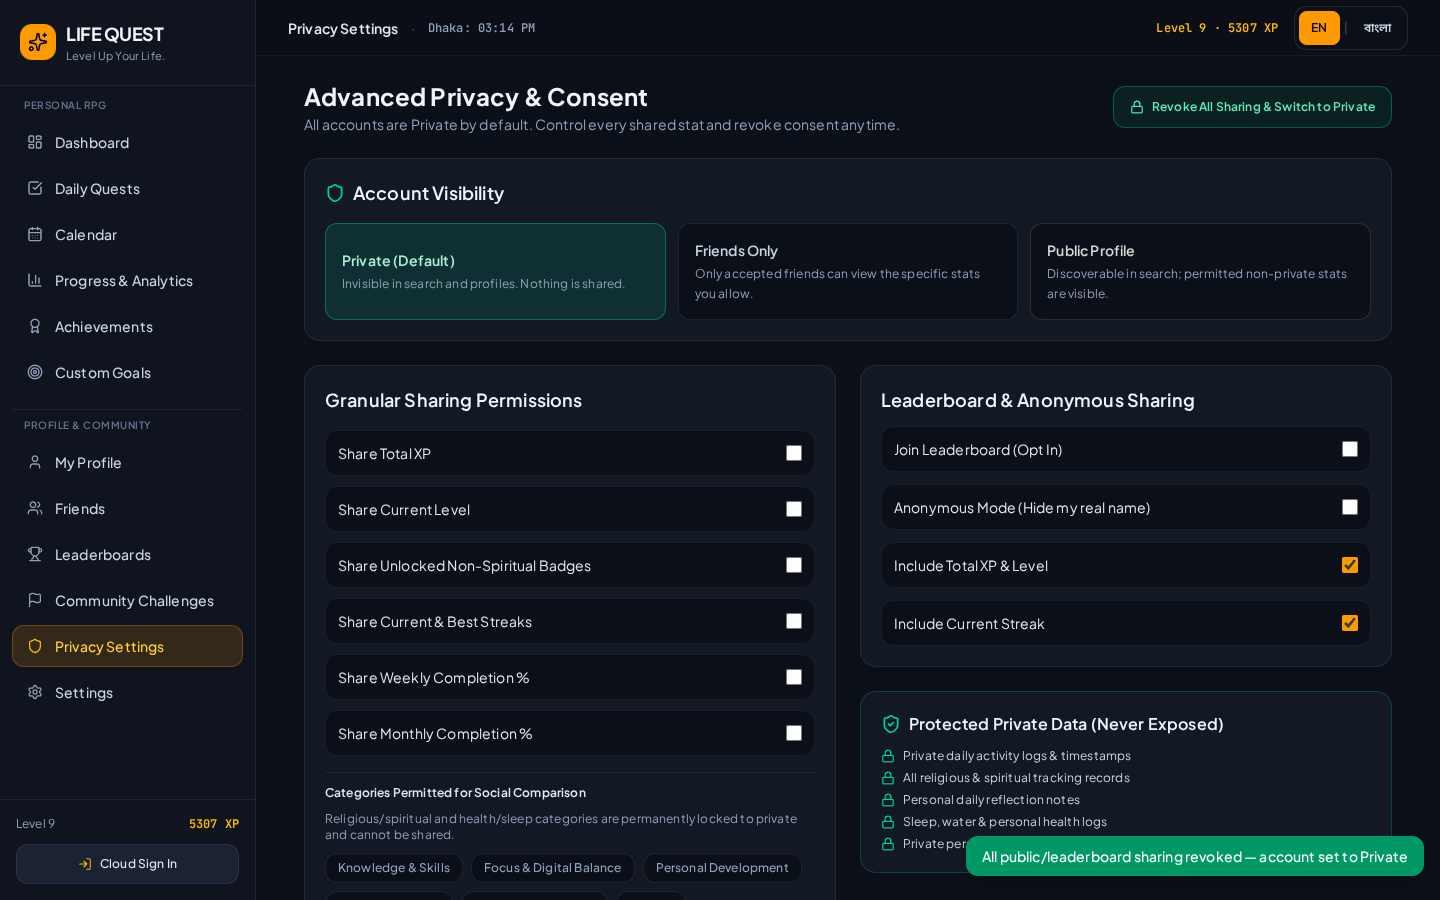 LIFE QUEST
Level Up Your Life.
PERSONAL RPG
Dashboard
Daily Quests
Calendar
Progress & Analytics
Achievements
Custom Goals
PROFILE & COMMUNITY
My Profile
Friends
Leaderboards
Community Challenges
Privacy Settings
Settings
Level 9
5307 XP
Cloud Sign In
Privacy Settings · Dhaka: 03:14 PM
Level 9 · 5307 XP
EN | বাংলা
Advanced Privacy & Consent
All accounts are Private by default. Control every shared stat and revoke consent anytime.
Revoke All Sharing & Switch to Private
Account Visibility
Private (Default)
Invisible in search and profiles. Nothing is shared.
Friends Only
Only accepted friends can view the specific stats
you allow.
Public Profile
Discoverable in search; permitted non-private stats
are visible.
Granular Sharing Permissions
Share Total XP
Share Current Level
Share Unlocked Non-Spiritual Badges
Share Current & Best Streaks
Share Weekly Completion %
Share Monthly Completion %
Categories Permitted for Social Comparison
Religious/spiritual and health/sleep categories are permanently locked to private
and cannot be shared.
Knowledge & Skills
Focus & Digital Balance
Personal Development
Leaderboard & Anonymous Sharing
Join Leaderboard (Opt In)
Anonymous Mode (Hide my real name)
Include Total XP & Level
Include Current Streak
Protected Private Data (Never Exposed)
Private daily activity logs & timestamps
All religious & spiritual tracking records
Personal daily reflection notes
Sleep, water & personal health logs
Private
All public/leaderboard sharing revoked — account set to Private